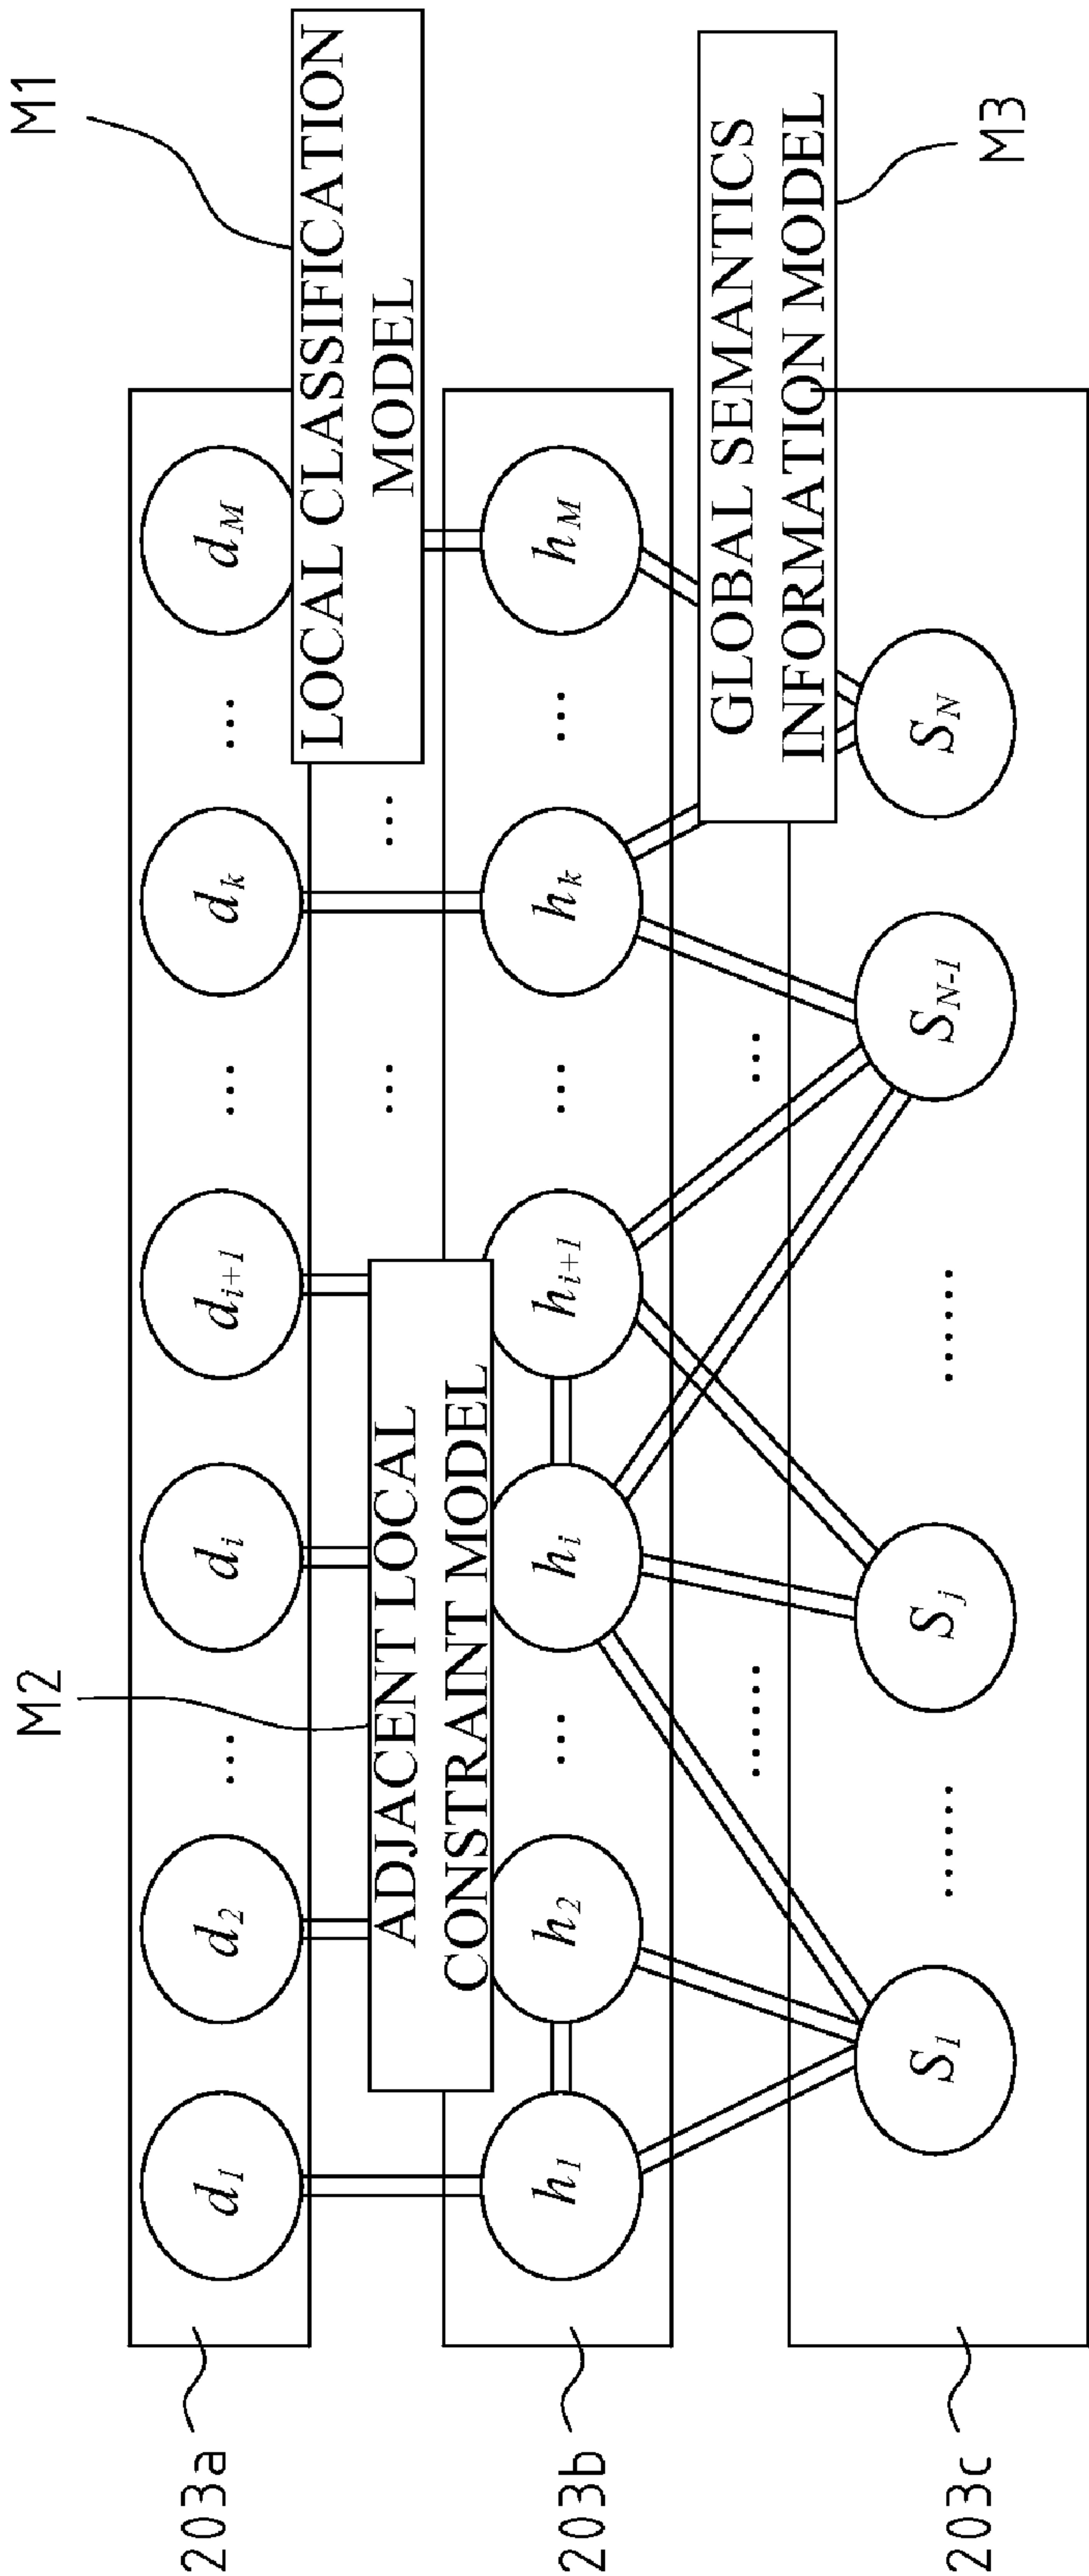 M1
M2
203a
d1 d2 ... di di+1 ... dk ... dM
LOCAL CLASSIFICATION
MODEL
... ...
ADJACENT LOCAL
CONSTRAINT MODEL
203b
h1 h2 ... hi hi+1 ... hk ... hM
GLOBAL SEMANTICS
INFORMATION MODEL
...... ...
M3
203c
S1 ...... Sj ...... SN-1 SN